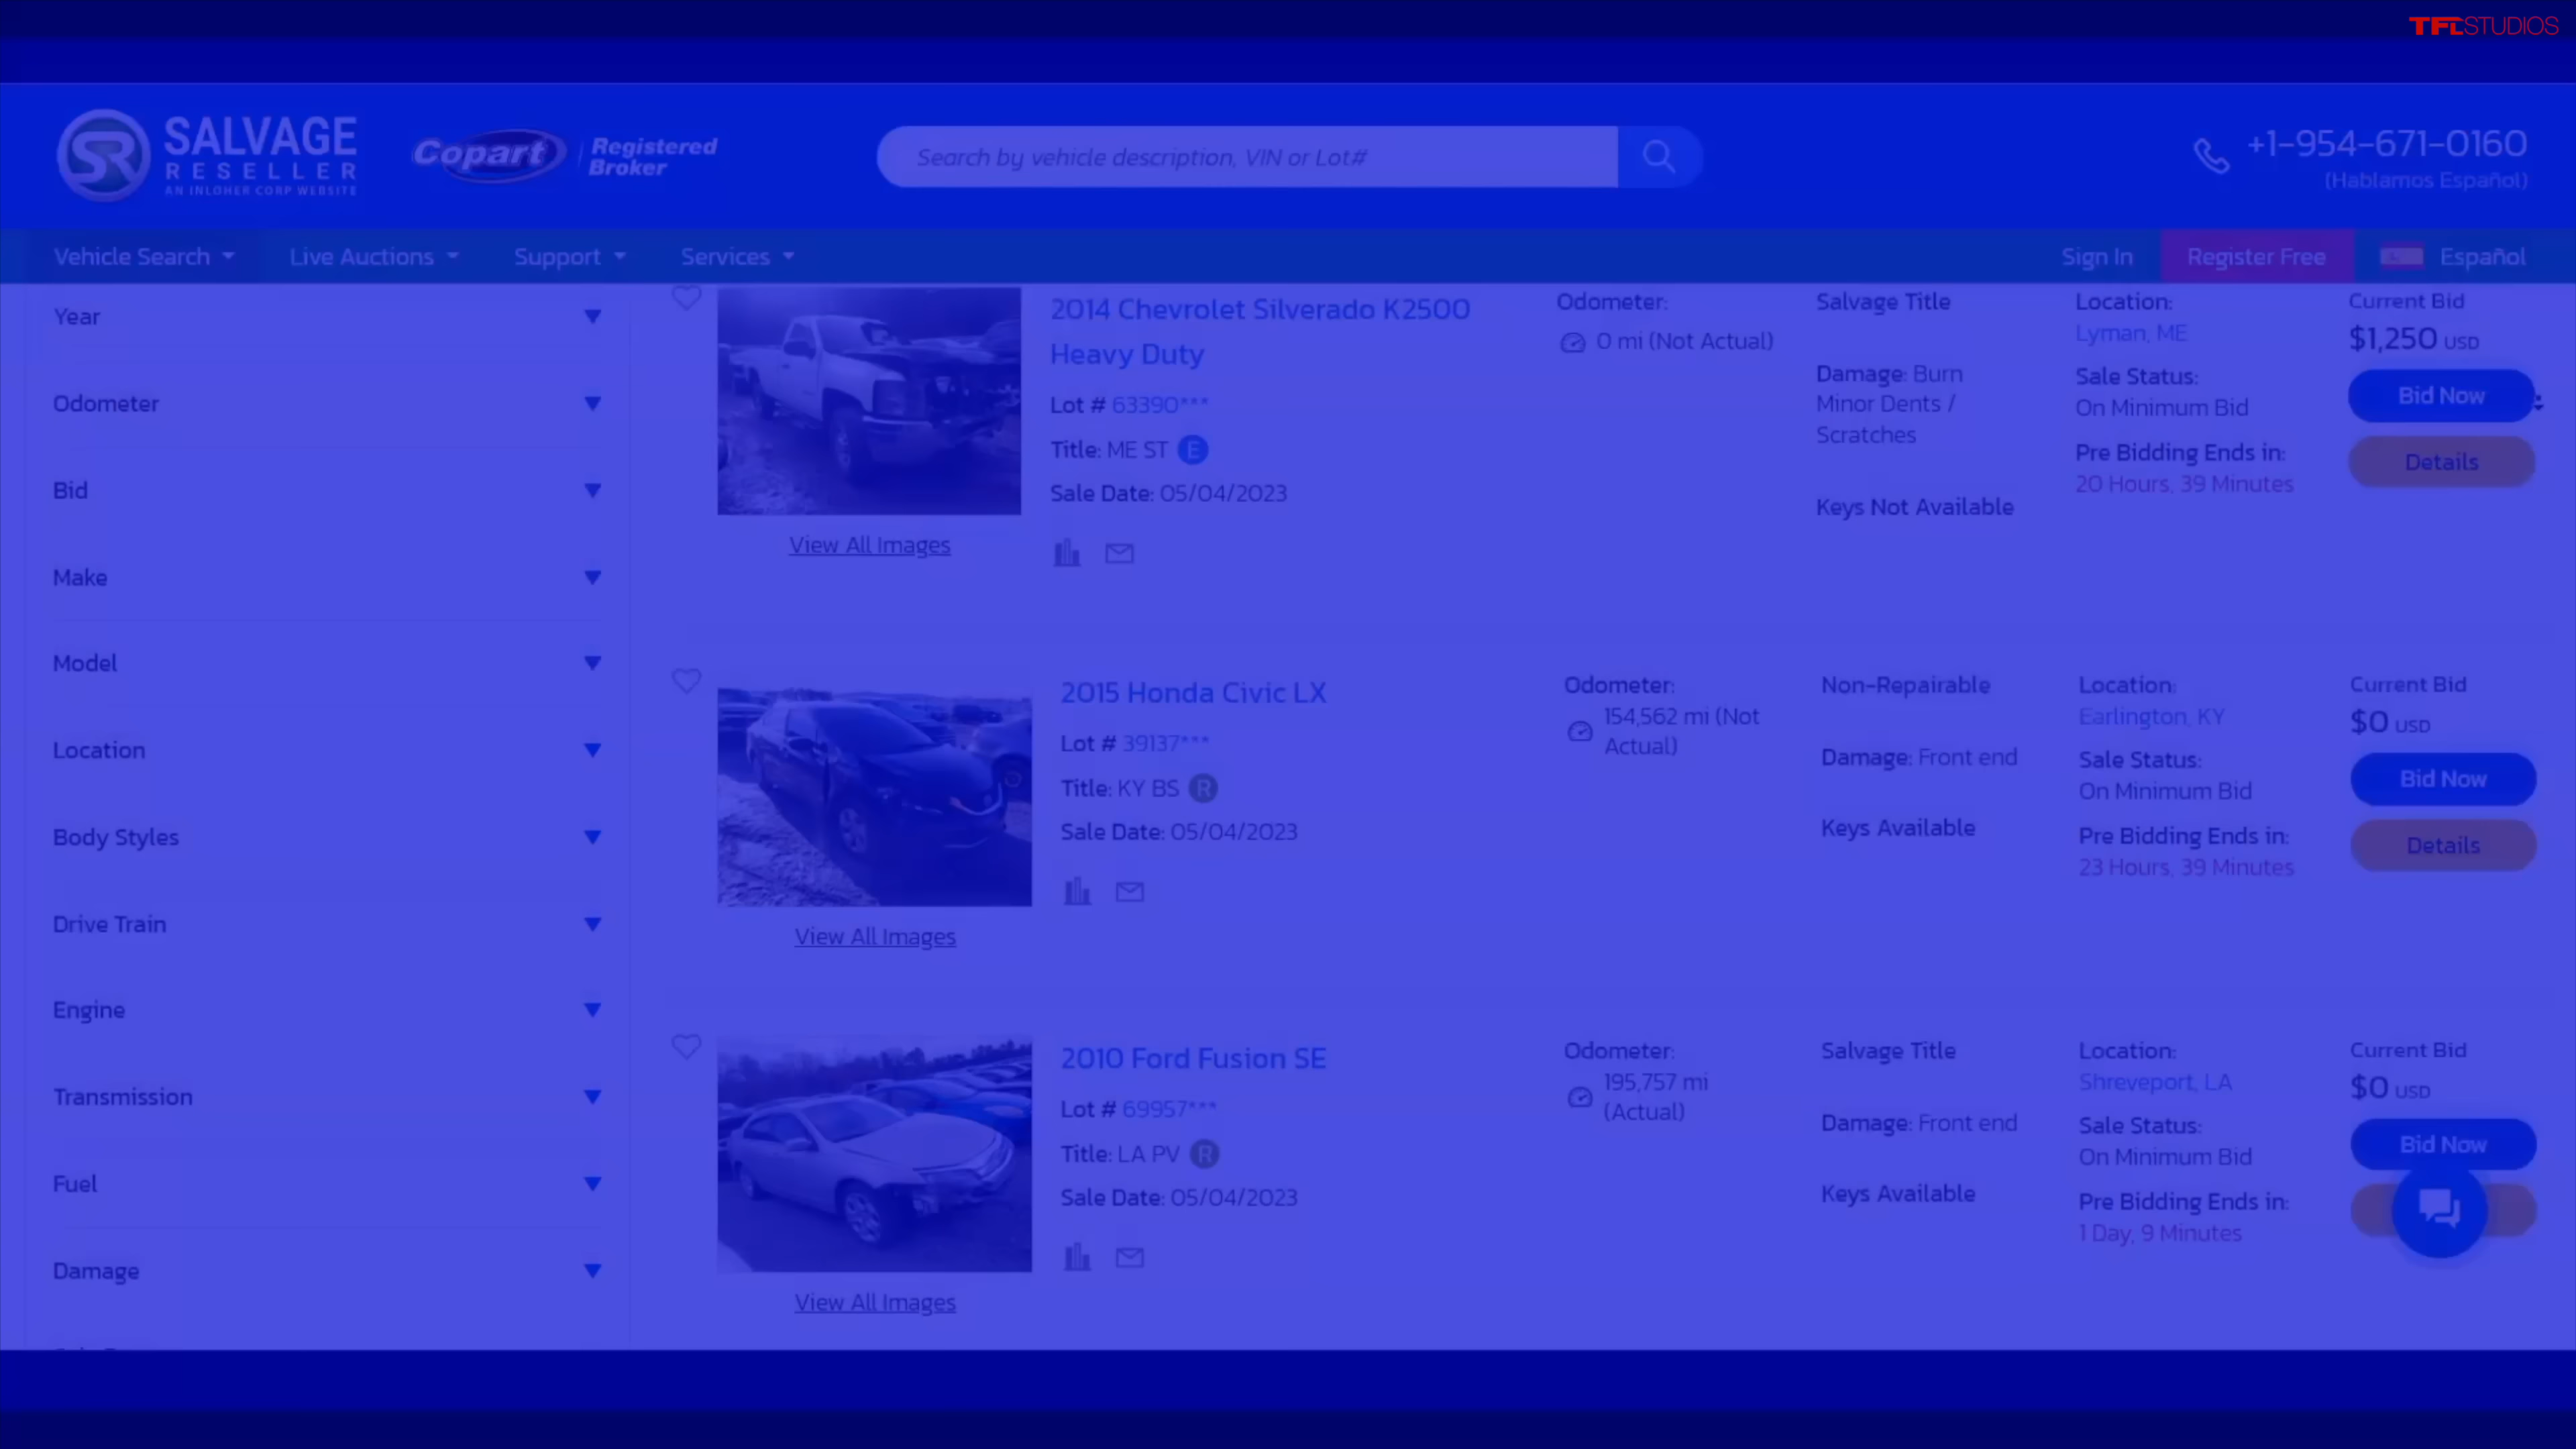 TFLSTUDIOS
SALVAGE
RESELLER
AN INLOHER CORP WEBSITE
Copart
Registered
Broker
Search by vehicle description, VIN or Lot#
+1-954-671-0160
(Hablamos Español)
Vehicle Search
Live Auctions
Support
Services
Sign In
Register Free
Español
Year
Odometer
Bid
Make
Model
Location
Body Styles
Drive Train
Engine
Transmission
Fuel
Damage
2014 Chevrolet Silverado K2500
Heavy Duty
Lot # 63390***
Title: ME ST E
Sale Date: 05/04/2023
View All Images
Odometer:
0 mi (Not Actual)
Salvage Title
Damage: Burn
Minor Dents /
Scratches
Keys Not Available
Location:
Lyman, ME
Sale Status:
On Minimum Bid
Pre Bidding Ends in:
20 Hours, 39 Minutes
Current Bid
$1,250 USD
Bid Now
Details
2015 Honda Civic LX
Lot # 39137***
Title: KY BS R
Sale Date: 05/04/2023
View All Images
Odometer:
154,562 mi (Not
Actual)
Non-Repairable
Damage: Front end
Keys Available
Location:
Earlington, KY
Sale Status:
On Minimum Bid
Pre Bidding Ends in:
23 Hours, 39 Minutes
Current Bid
$0 USD
Bid Now
Details
2010 Ford Fusion SE
Lot # 69957***
Title: LA PV R
Sale Date: 05/04/2023
View All Images
Odometer:
195,757 mi
(Actual)
Salvage Title
Damage: Front end
Keys Available
Location:
Shreveport, LA
Sale Status:
On Minimum Bid
Pre Bidding Ends in:
1 Day, 9 Minutes
Current Bid
$0 USD
Bid Now